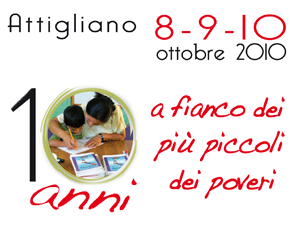 Attigliano 8-9-10
ottobre 2010
10
anni
a fianco dei
più piccoli
dei poveri